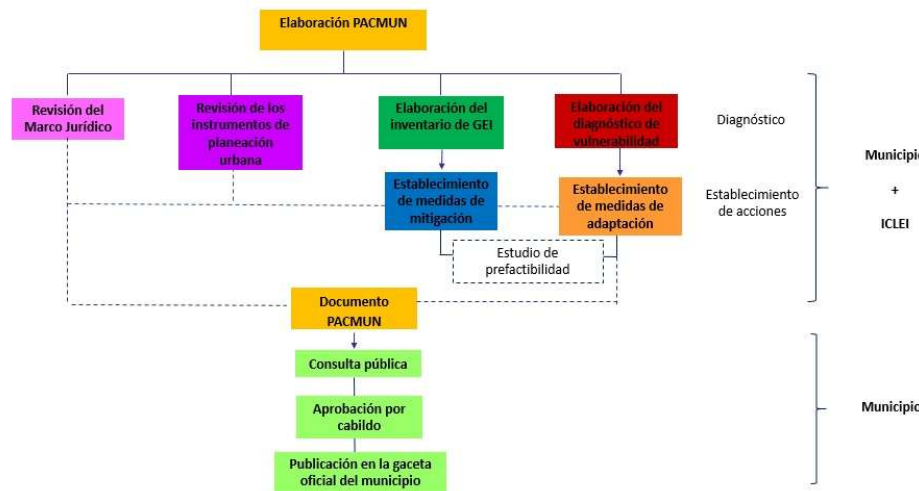 Elaboración PACMUN
Revisión del
Marco Jurídico
Revisión de los
instrumentos de
planeación
urbana
Elaboración del
inventario de GEI
Elaboración del
diagnóstico de
vulnerabilidad
Diagnóstico
Establecimiento
de medidas de
mitigación
Establecimiento
de medidas de
adaptación
Establecimiento
de acciones
Municipio
+
ICLEI
Estudio de
prefactibilidad
Documento
PACMUN
Consulta pública
Aprobación por
cabildo
Publicación en la gaceta
oficial del municipio
Municipio